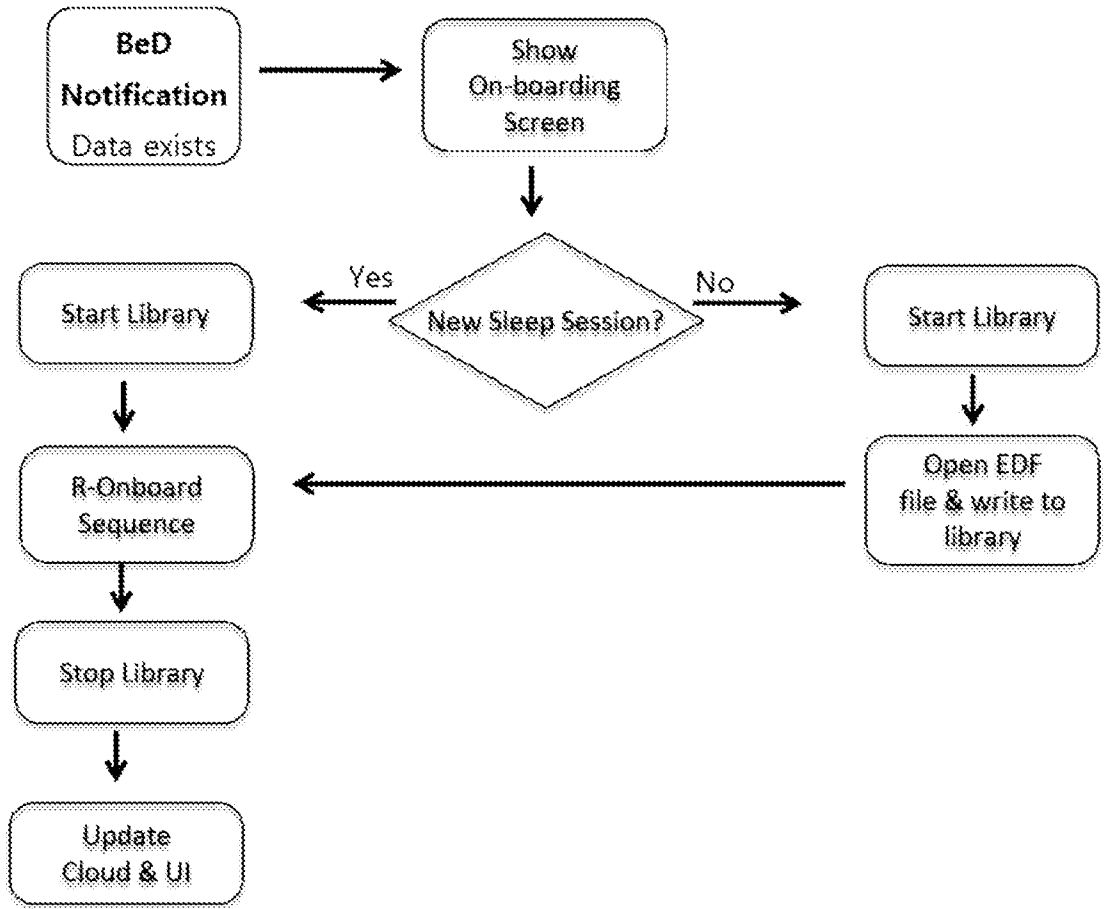 BeD
Notification
Data exists
Show
On-boarding
Screen
Yes
No
Start Library
New Sleep Session?
Start Library
R-Onboard
Sequence
Open EDF
file & write to
library
Stop Library
Update
Cloud & UI